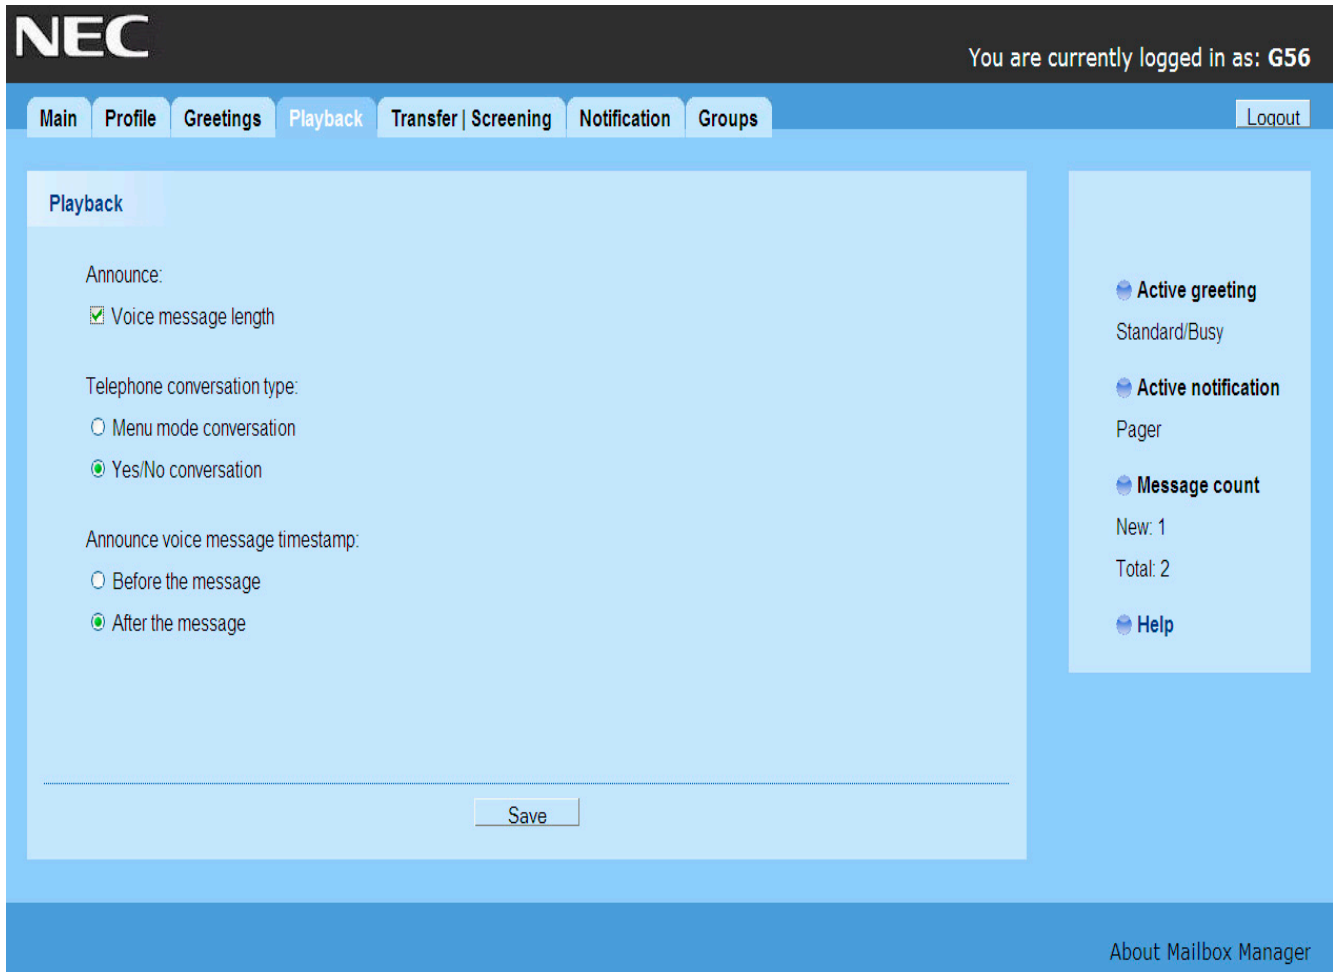 NEC
You are currently logged in as: G56
Main Profile Greetings Playback Transfer | Screening Notification Groups Logout
Playback
Announce:
Voice message length
Telephone conversation type:
Menu mode conversation
Yes/No conversation
Announce voice message timestamp:
Before the message
After the message
Save
Active greeting
Standard/Busy
Active notification
Pager
Message count
New: 1
Total: 2
Help
About Mailbox Manager